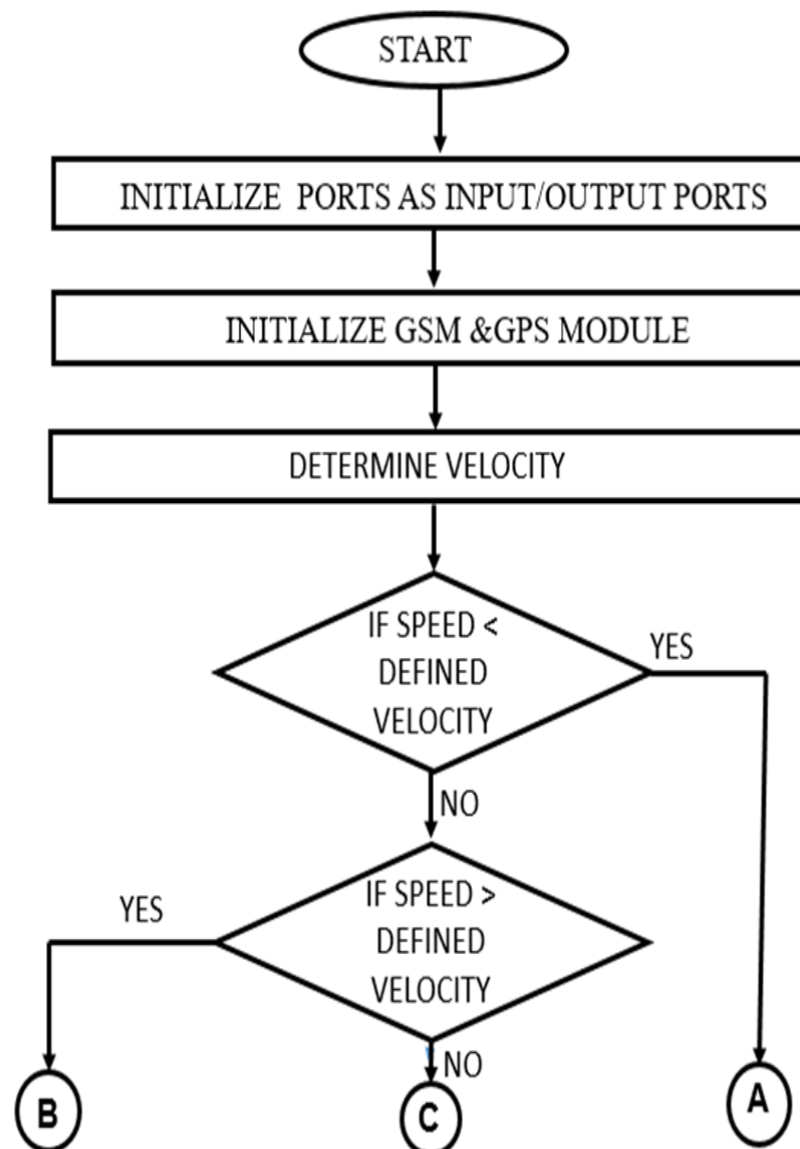 START
INITIALIZE PORTS AS INPUT/OUTPUT PORTS
INITIALIZE GSM &GPS MODULE
DETERMINE VELOCITY
IF SPEED <
DEFINED
VELOCITY
YES
NO
IF SPEED >
DEFINED
VELOCITY
YES
NO
B
C
A